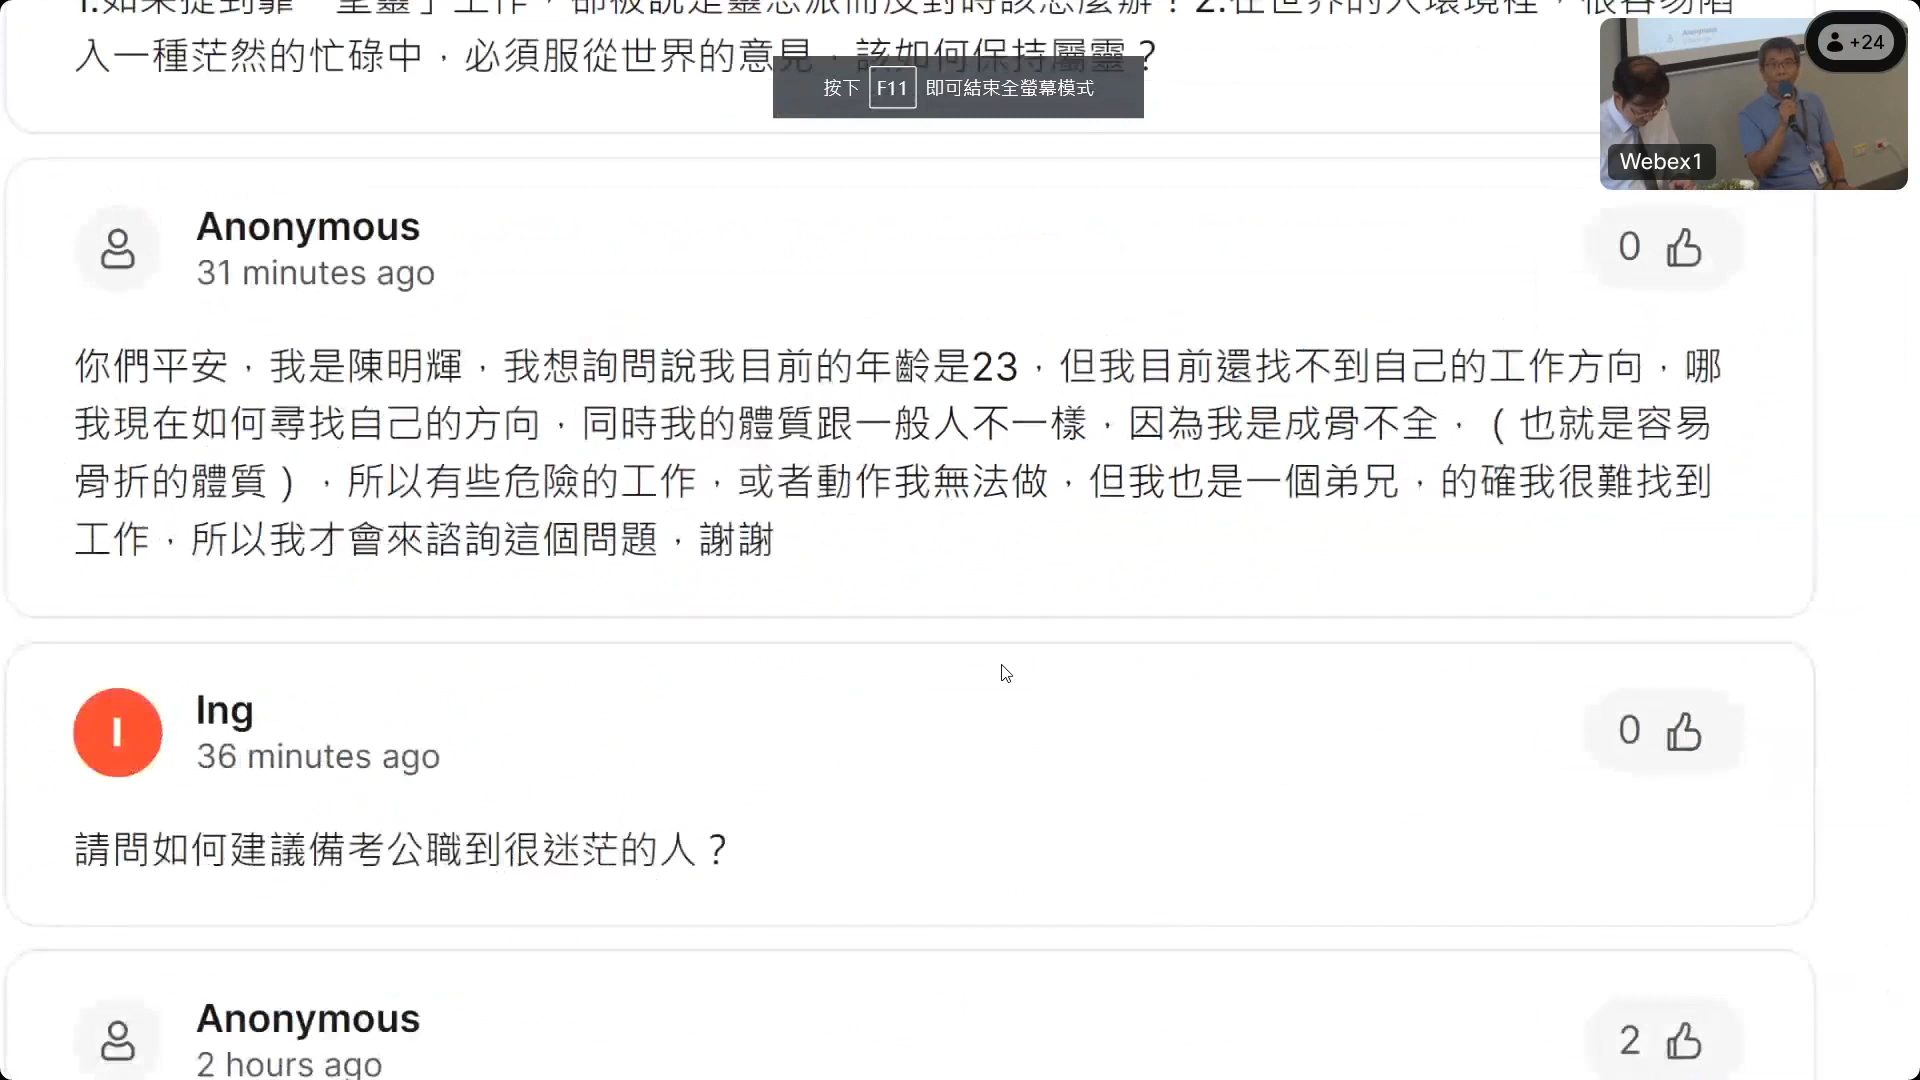 入一種茫然的忙碌中，必須服從世界的意見，該如何保持屬靈？
按下 F11 即可結束全螢幕模式
+24
Webex1
Anonymous
31 minutes ago
0
你們平安，我是陳明輝，我想詢問說我目前的年齡是23，但我目前還找不到自己的工作方向，哪
我現在如何尋找自己的方向，同時我的體質跟一般人不一樣，因為我是成骨不全，（也就是容易
骨折的體質），所以有些危險的工作，或者動作我無法做，但我也是一個弟兄，的確我很難找到
工作，所以我才會來諮詢這個問題，謝謝
I
Ing
36 minutes ago
0
請問如何建議備考公職到很迷茫的人？
Anonymous
2 hours ago
2